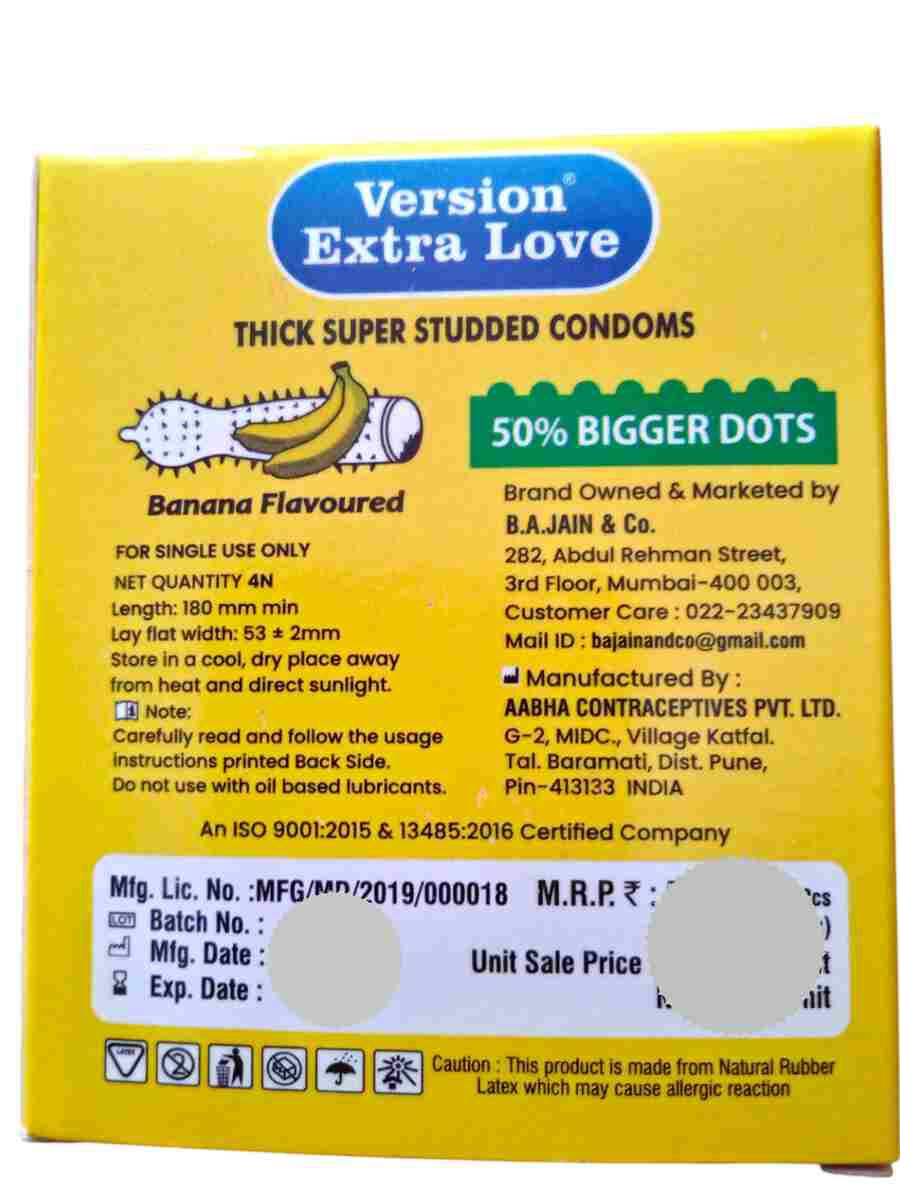 Version®
Extra Love
THICK SUPER STUDDED CONDOMS
50% BIGGER DOTS
Banana Flavoured
FOR SINGLE USE ONLY
NET QUANTITY 4N
Length: 180 mm min
Lay flat width: 53 ± 2mm
Store in a cool, dry place away
from heat and direct sunlight.
Note:
Carefully read and follow the usage
instructions printed Back Side.
Do not use with oil based lubricants.
Brand Owned & Marketed by
B.A.JAIN & Co.
282, Abdul Rehman Street,
3rd Floor, Mumbai-400 003,
Customer Care : 022-23437909
Mail ID : bajainandco@gmail.com
Manufactured By :
AABHA CONTRACEPTIVES PVT. LTD.
G-2, MIDC., Village Katfal.
Tal. Baramati, Dist. Pune,
Pin-413133 INDIA
An ISO 9001:2015 & 13485:2016 Certified Company
Mfg. Lic. No. :MFG/MD/2019/000018
LOT Batch No. :
Mfg. Date :
Exp. Date :
M.R.P. ₹ :
Unit Sale Price
LATEX
Caution : This product is made from Natural Rubber
Latex which may cause allergic reaction